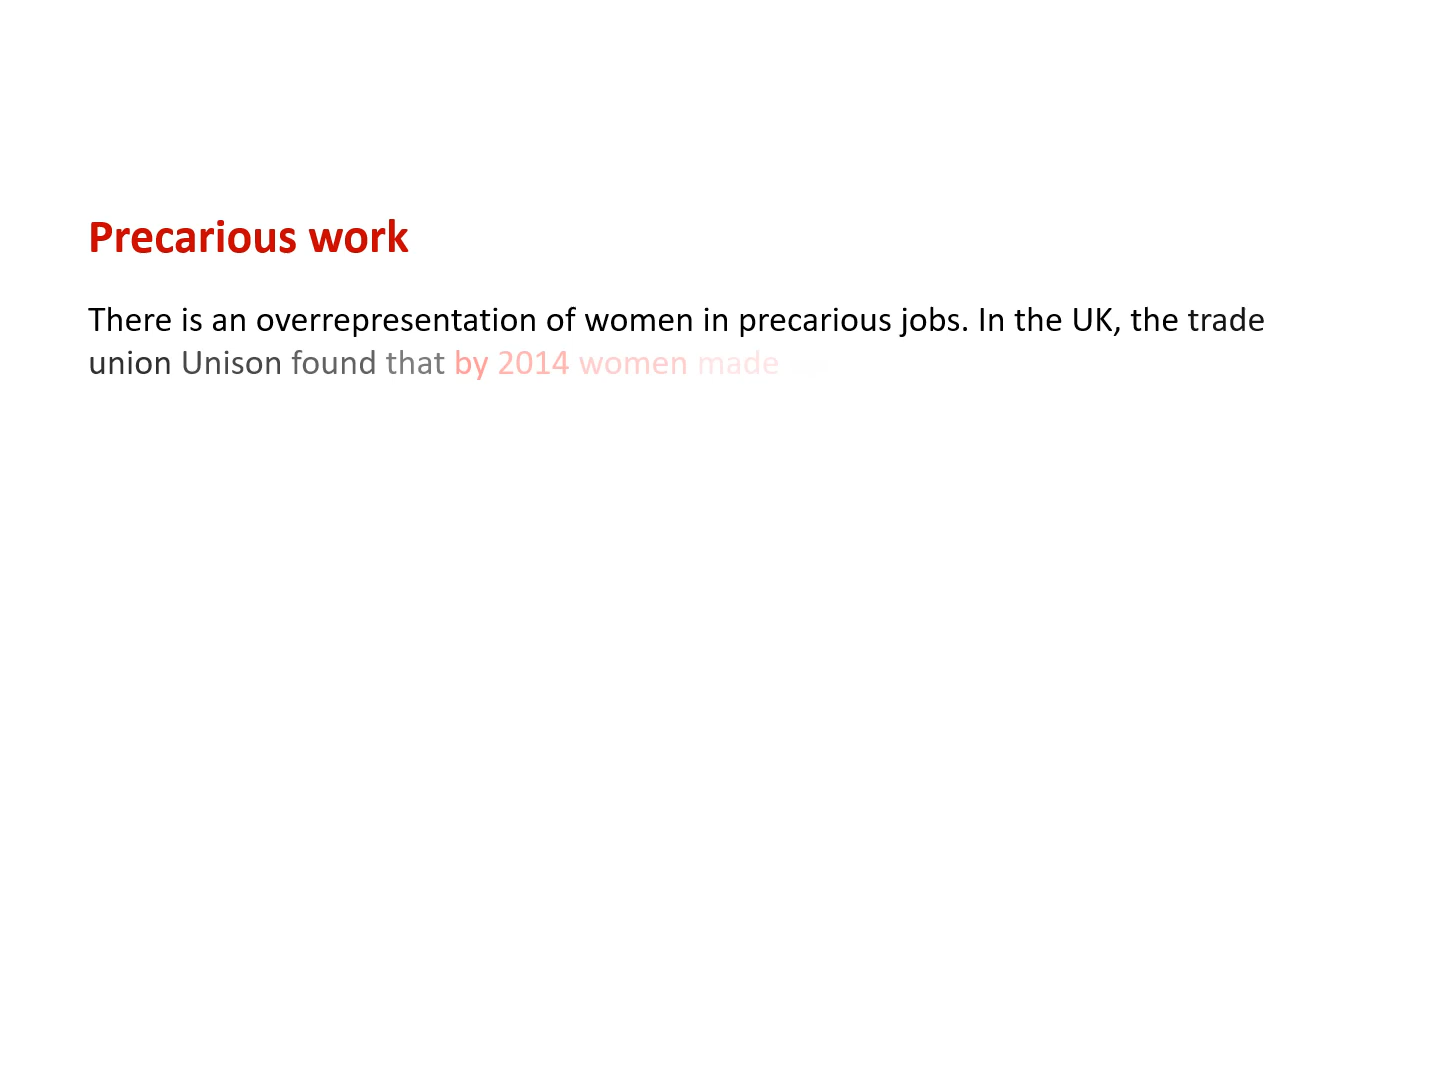 Precarious work
There is an overrepresentation of women in precarious jobs. In the UK, the trade
union Unison found that by 2014 women made